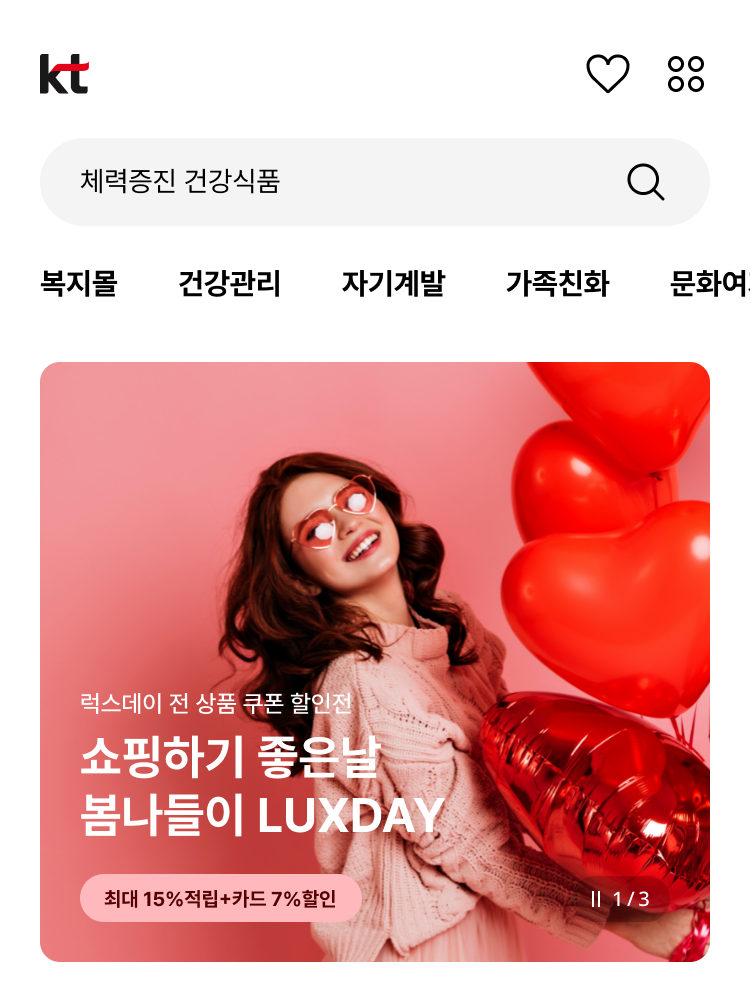 kt
체력증진 건강식품
복지몰 건강관리 자기계발 가족친화 문화여
럭스데이 전 상품 쿠폰 할인전
쇼핑하기 좋은날
봄나들이 LUXDAY
최대 15%적립+카드 7%할인
1 / 3